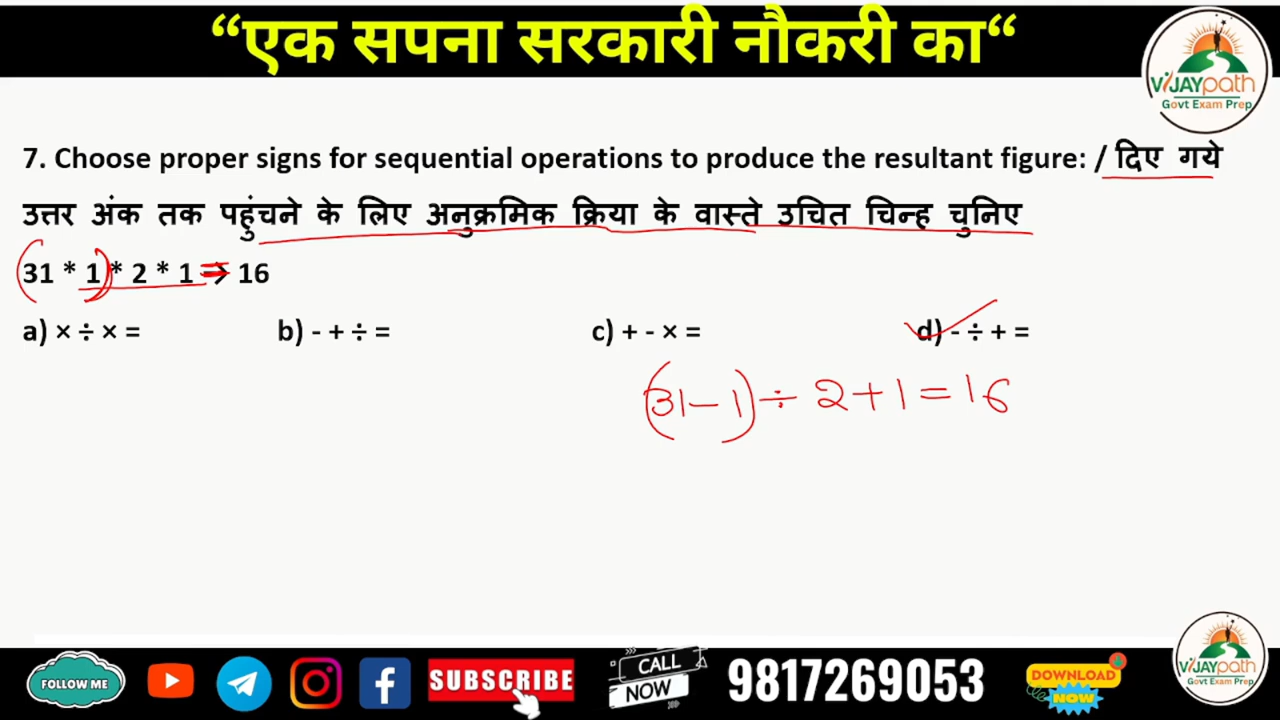 “एक सपना सरकारी नौकरी का“
ViJAYpath
Govt Exam Prep
7. Choose proper signs for sequential operations to produce the resultant figure: / दिए गये
उत्तर अंक तक पहुंचने के लिए अनुक्रमिक क्रिया के वास्ते उचित चिन्ह चुनिए
(31 * 1) * 2 * 1 = 16
a) × ÷ × = b) - + ÷ = c) + - × = d) - ÷ + =
(31 - 1) ÷ 2 + 1 = 16
FOLLOW ME
SUBSCRIBE
CALL
NOW
9817269053
DOWNLOAD
NOW
ViJAYpath
Govt Exam Prep